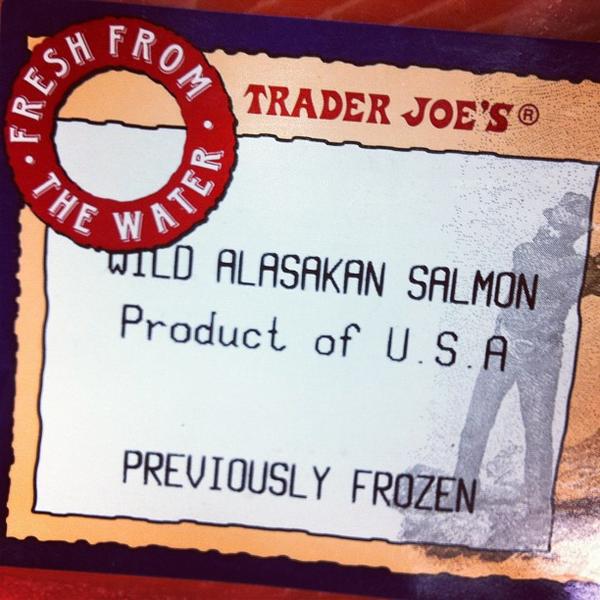 FRESH FROM
THE WATER
TRADER JOE'S®
WILD ALASAKAN SALMON
Product of U.S.A
PREVIOUSLY FROZEN